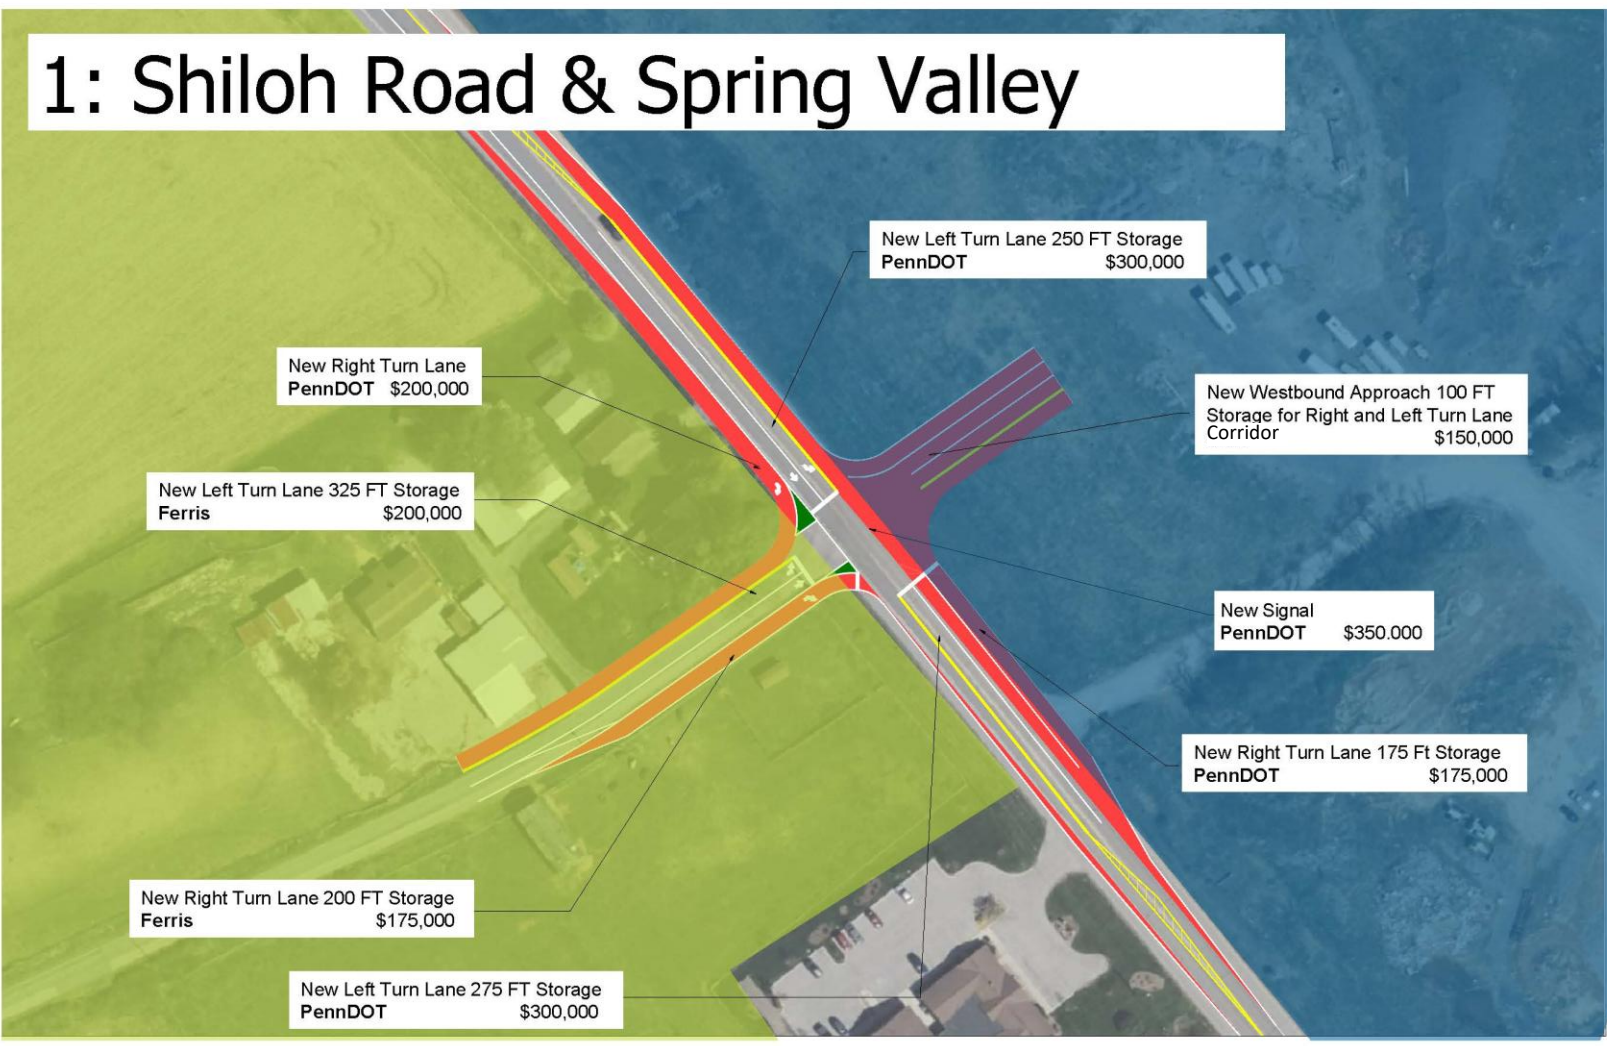 1: Shiloh Road & Spring Valley
New Left Turn Lane 250 FT Storage
PennDOT $300,000
New Right Turn Lane
PennDOT $200,000
New Westbound Approach 100 FT
Storage for Right and Left Turn Lane
Corridor $150,000
New Left Turn Lane 325 FT Storage
Ferris $200,000
New Signal
PennDOT $350.000
New Right Turn Lane 175 Ft Storage
PennDOT $175,000
New Right Turn Lane 200 FT Storage
Ferris $175,000
New Left Turn Lane 275 FT Storage
PennDOT $300,000